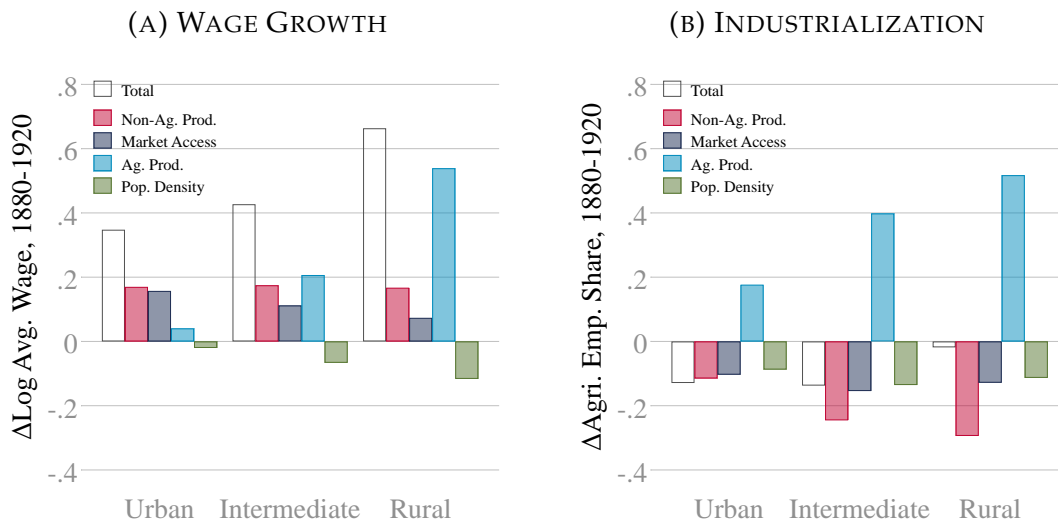 (A) WAGE GROWTH
ΔLog Avg. Wage, 1880-1920
.8
.6
.4
.2
0
-.2
-.4
Total
Non-Ag. Prod.
Market Access
Ag. Prod.
Pop. Density
Urban Intermediate Rural
(B) INDUSTRIALIZATION
ΔAgri. Emp. Share, 1880-1920
.8
.6
.4
.2
0
-.2
-.4
Total
Non-Ag. Prod.
Market Access
Ag. Prod.
Pop. Density
Urban Intermediate Rural